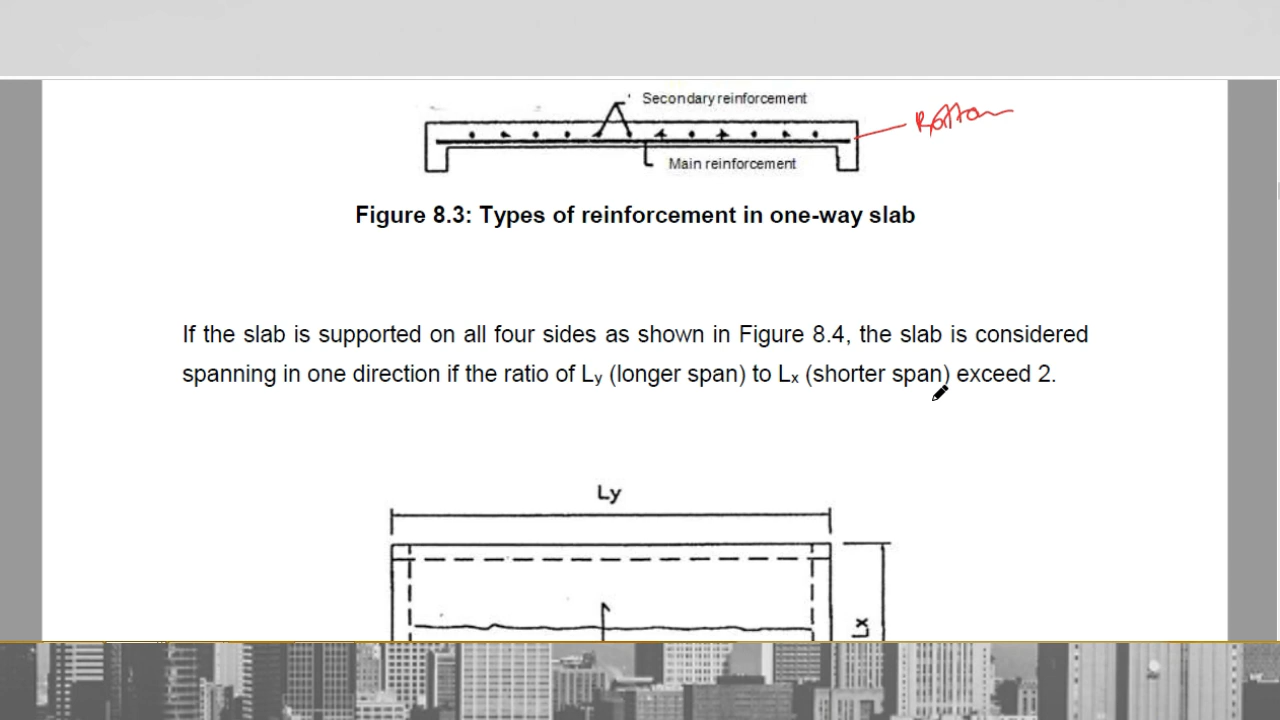 Secondary reinforcement
Bottom
Main reinforcement
Figure 8.3: Types of reinforcement in one-way slab
If the slab is supported on all four sides as shown in Figure 8.4, the slab is considered
spanning in one direction if the ratio of Ly (longer span) to Lx (shorter span) exceed 2.
Ly
Lx